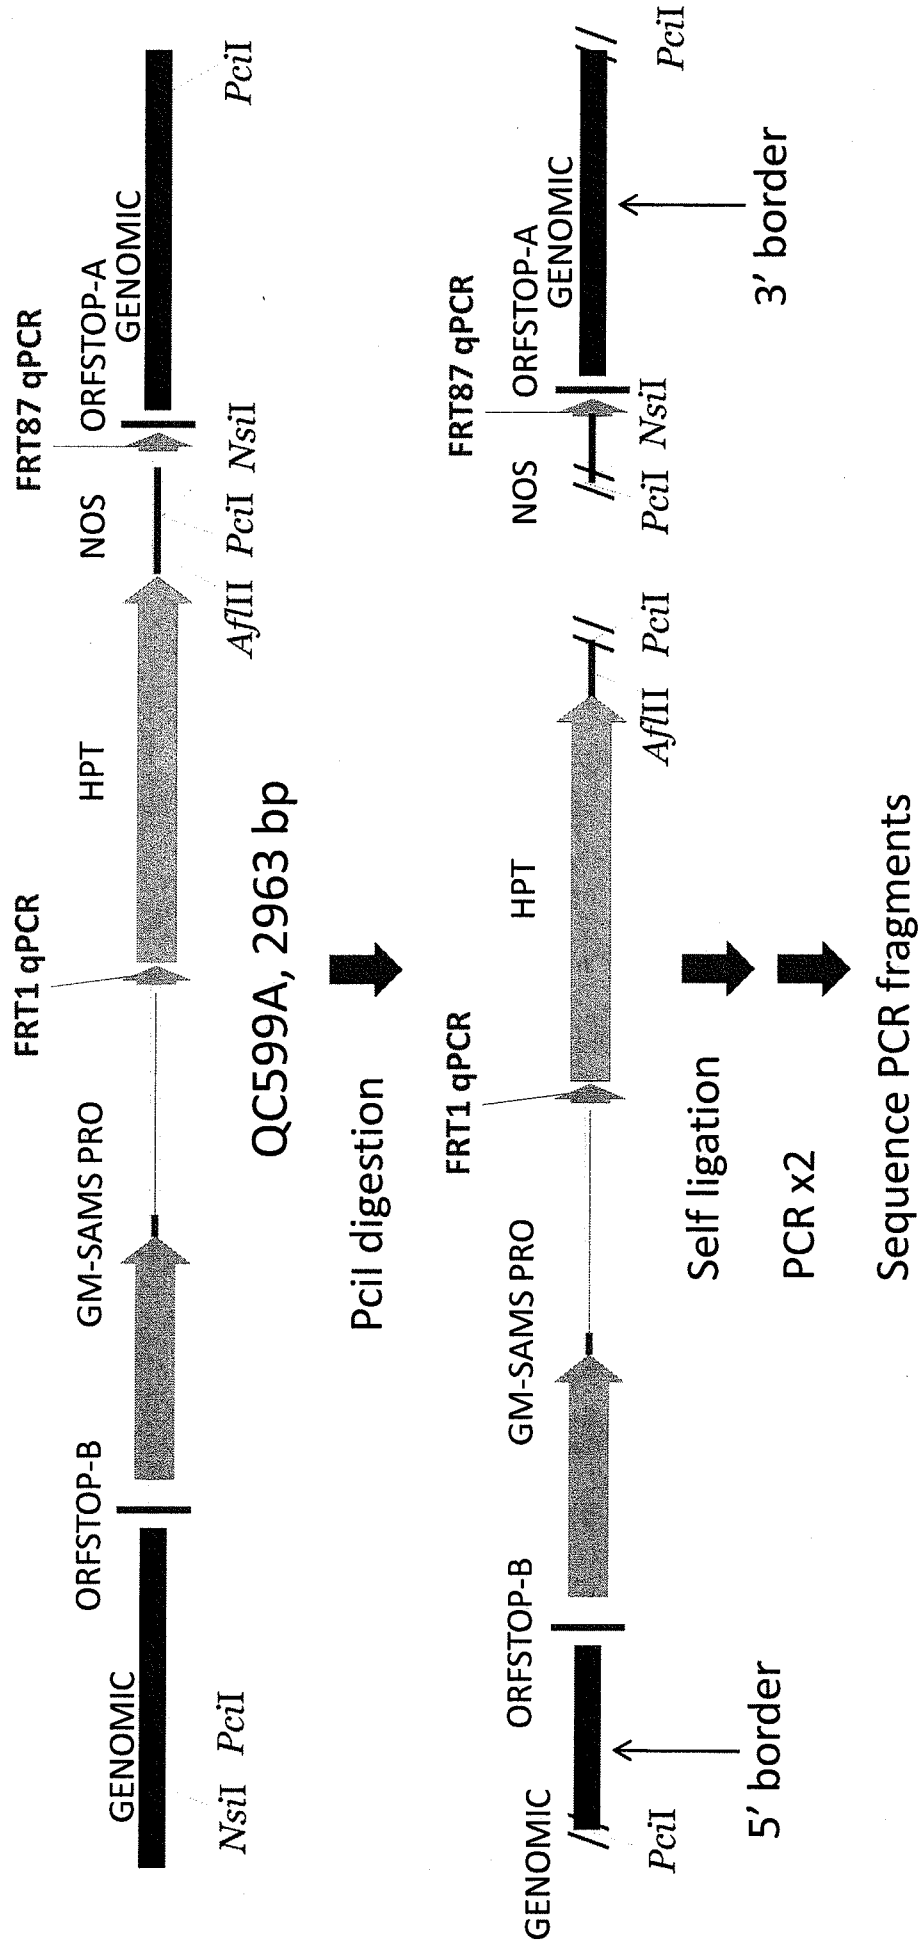 FRT1 qPCR
FRT87 qPCR
GENOMIC
ORFSTOP-B
GM-SAMS PRO
HPT
NOS
ORFSTOP-A
GENOMIC
NsiI PciI
AflII PciI NsiI
PciI
QC599A, 2963 bp
PciI digestion
FRT1 qPCR
FRT87 qPCR
GENOMIC
ORFSTOP-B
GM-SAMS PRO
HPT
NOS
ORFSTOP-A
GENOMIC
PciI
AflII PciI
PciI NsiI
PciI
5' border
3' border
Self ligation
PCR x2
Sequence PCR fragments